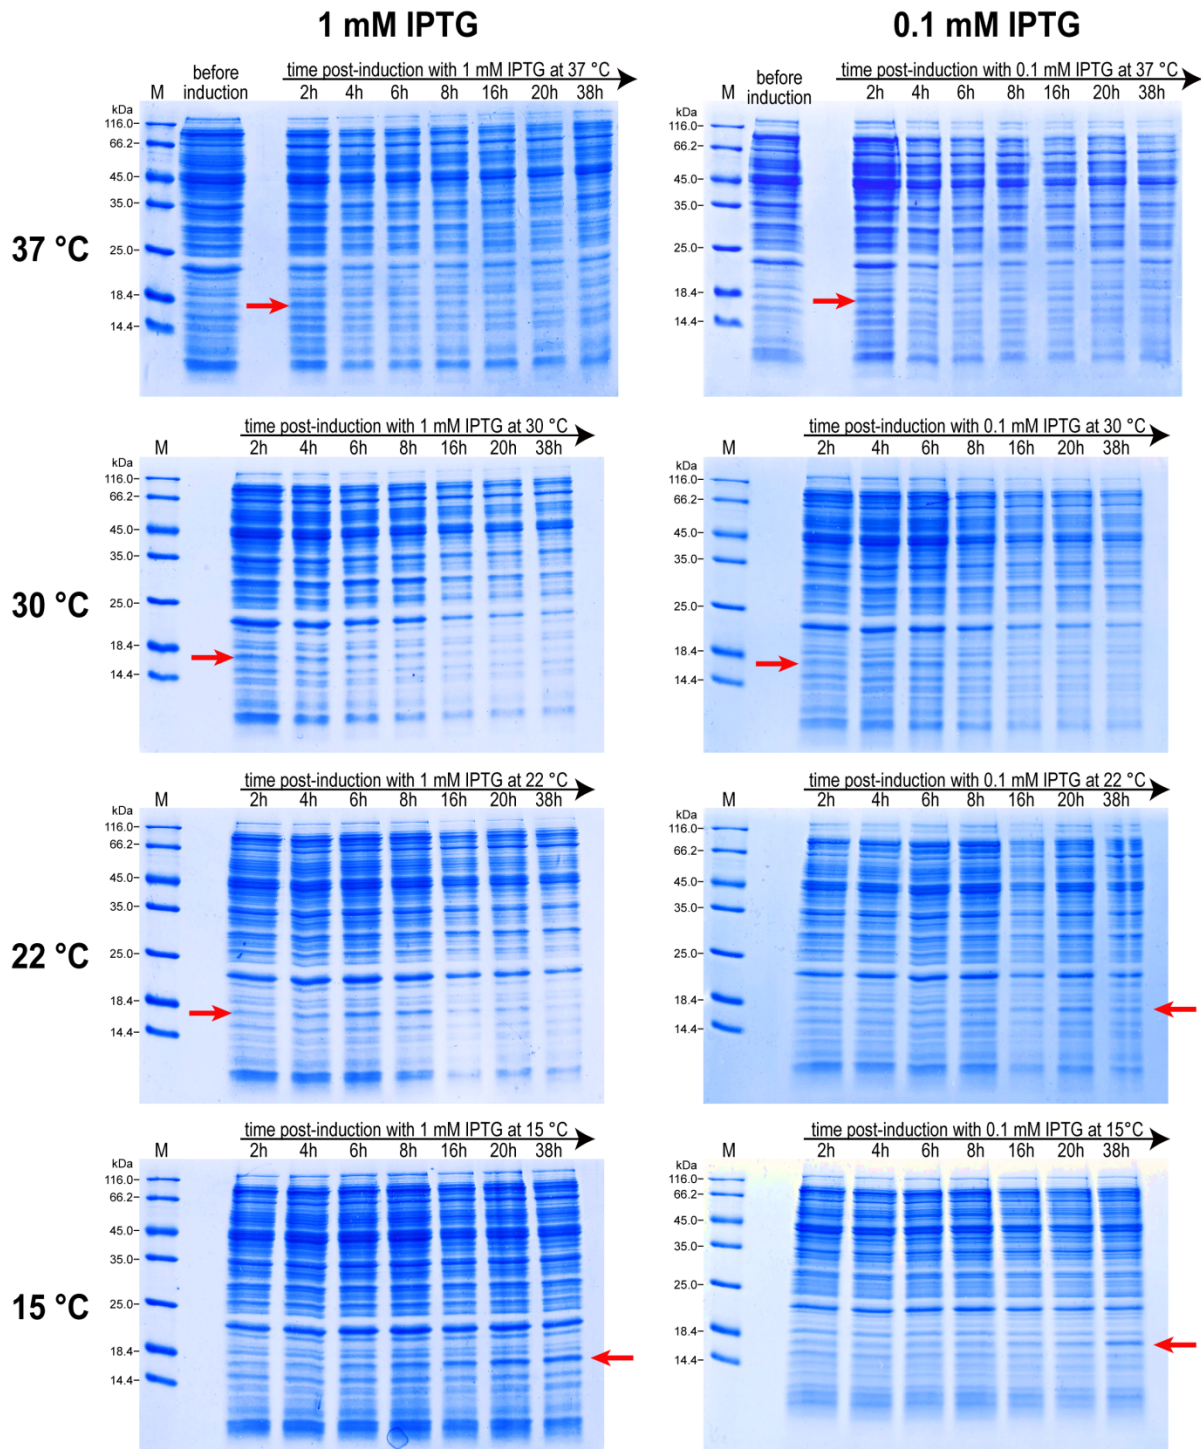 1 mM IPTG
0.1 mM IPTG
37 °C
before
induction
time post-induction with 1 mM IPTG at 37 °C
M
2h 4h 6h 8h 16h 20h 38h
kDa
116.0
66.2
45.0
35.0
25.0
18.4
14.4
before
induction
time post-induction with 0.1 mM IPTG at 37 °C
M
2h 4h 6h 8h 16h 20h 38h
kDa
116.0
66.2
45.0
35.0
25.0
18.4
14.4
30 °C
time post-induction with 1 mM IPTG at 30 °C
M 2h 4h 6h 8h 16h 20h 38h
kDa
116.0
66.2
45.0
35.0
25.0
18.4
14.4
time post-induction with 0.1 mM IPTG at 30 °C
M 2h 4h 6h 8h 16h 20h 38h
kDa
116.0
66.2
45.0
35.0
25.0
18.4
14.4
22 °C
time post-induction with 1 mM IPTG at 22 °C
M 2h 4h 6h 8h 16h 20h 38h
kDa
116.0
66.2
45.0
35.0
25.0
18.4
14.4
time post-induction with 0.1 mM IPTG at 22 °C
M 2h 4h 6h 8h 16h 20h 38h
kDa
116.0
66.2
45.0
35.0
25.0
18.4
14.4
15 °C
time post-induction with 1 mM IPTG at 15 °C
M 2h 4h 6h 8h 16h 20h 38h
kDa
116.0
66.2
45.0
35.0
25.0
18.4
14.4
time post-induction with 0.1 mM IPTG at 15°C
M 2h 4h 6h 8h 16h 20h 38h
kDa
116.0
66.2
45.0
35.0
25.0
18.4
14.4